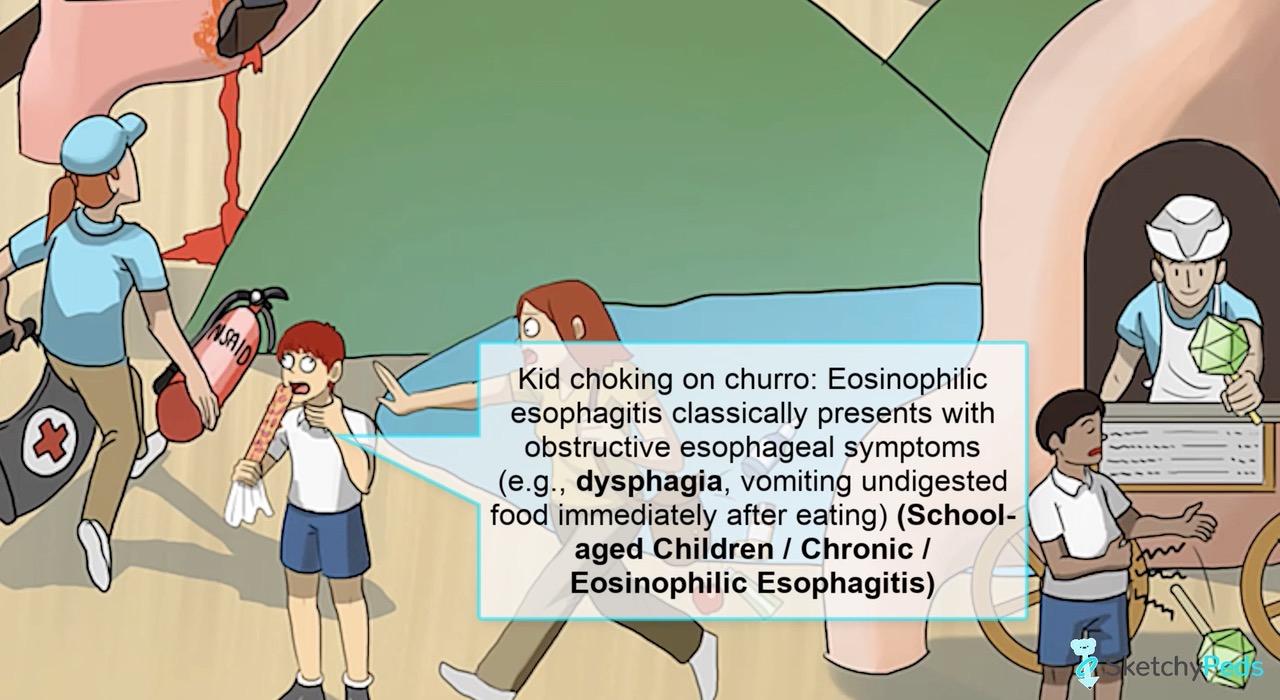 NSAID
Kid choking on churro: Eosinophilic
esophagitis classically presents with
obstructive esophageal symptoms
(e.g., dysphagia, vomiting undigested
food immediately after eating) (School-
aged Children / Chronic /
Eosinophilic Esophagitis)
SketchyPeds